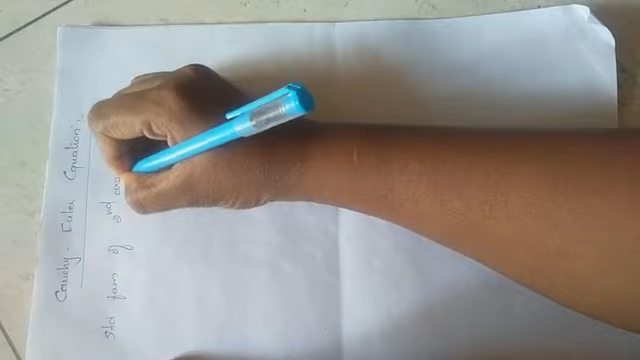 Cauchy - Euler Equation :-
Std form of 2nd